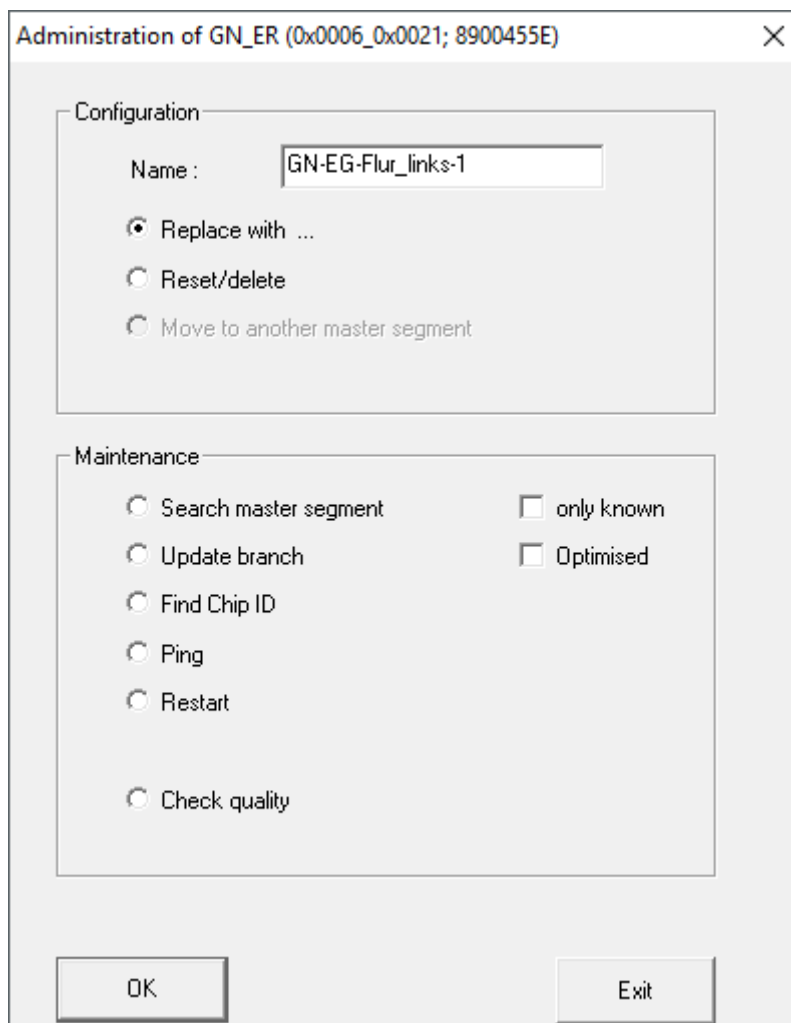 Administration of GN_ER (0x0006_0x0021; 8900455E)
Configuration
Name :
GN-EG-Flur_links-1
Replace with ...
Reset/delete
Move to another master segment
Maintenance
Search master segment
only known
Update branch
Optimised
Find Chip ID
Ping
Restart
Check quality
OK
Exit